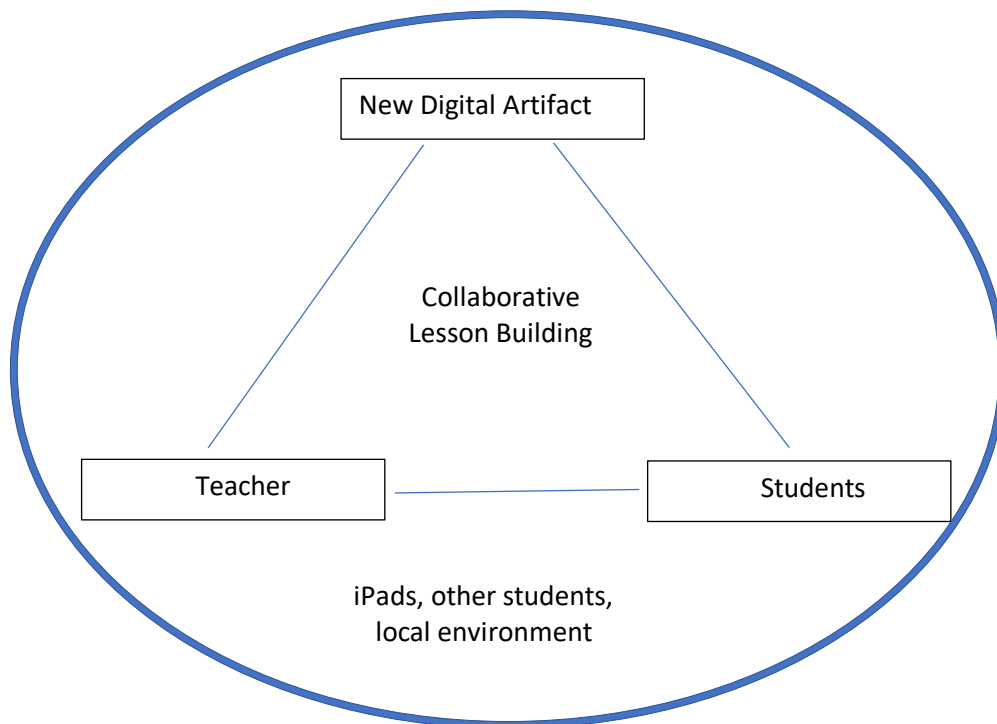 New Digital Artifact
Collaborative
Lesson Building
Teacher
Students
iPads, other students,
local environment